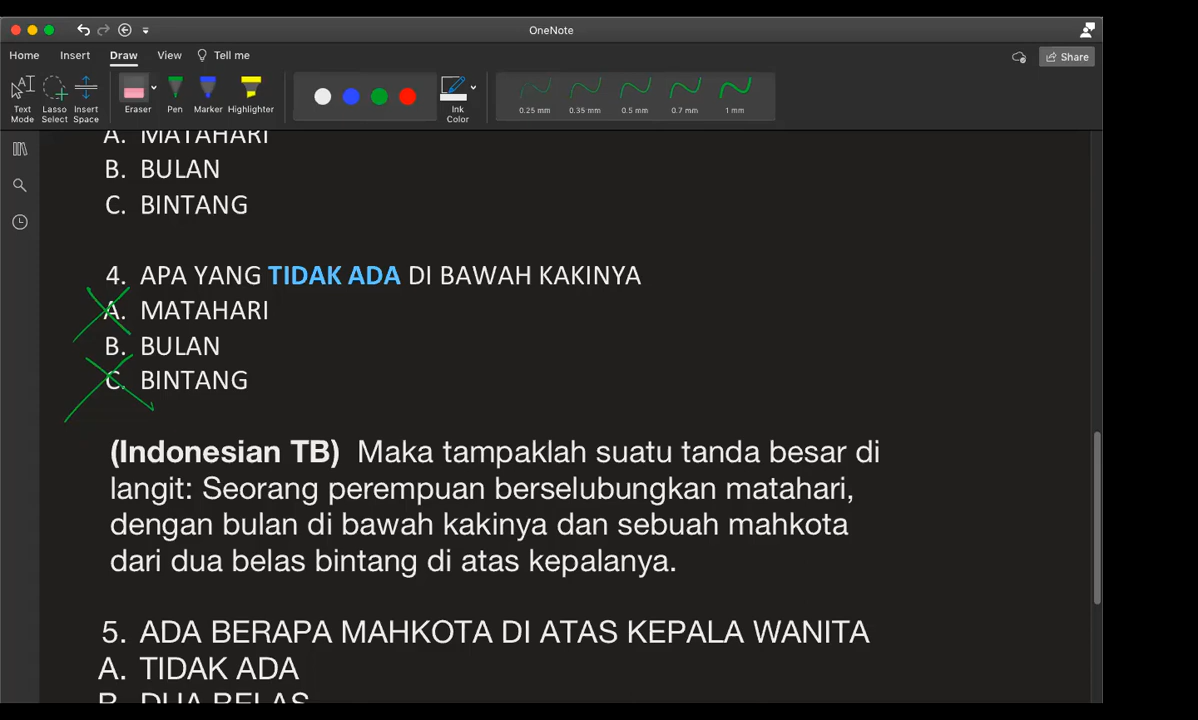 OneNote
Home Insert Draw View Tell me
Share
Text Mode
Lasso Select
Insert Space
Eraser
Pen
Marker
Highlighter
Ink Color
0.25 mm
0.35 mm
0.5 mm
0.7 mm
1 mm
A. MATAHARI
B. BULAN
C. BINTANG
4. APA YANG TIDAK ADA DI BAWAH KAKINYA
A. MATAHARI
B. BULAN
C. BINTANG
(Indonesian TB) Maka tampaklah suatu tanda besar di
langit: Seorang perempuan berselubungkan matahari,
dengan bulan di bawah kakinya dan sebuah mahkota
dari dua belas bintang di atas kepalanya.
5. ADA BERAPA MAHKOTA DI ATAS KEPALA WANITA
A. TIDAK ADA
B. DUA BELAS